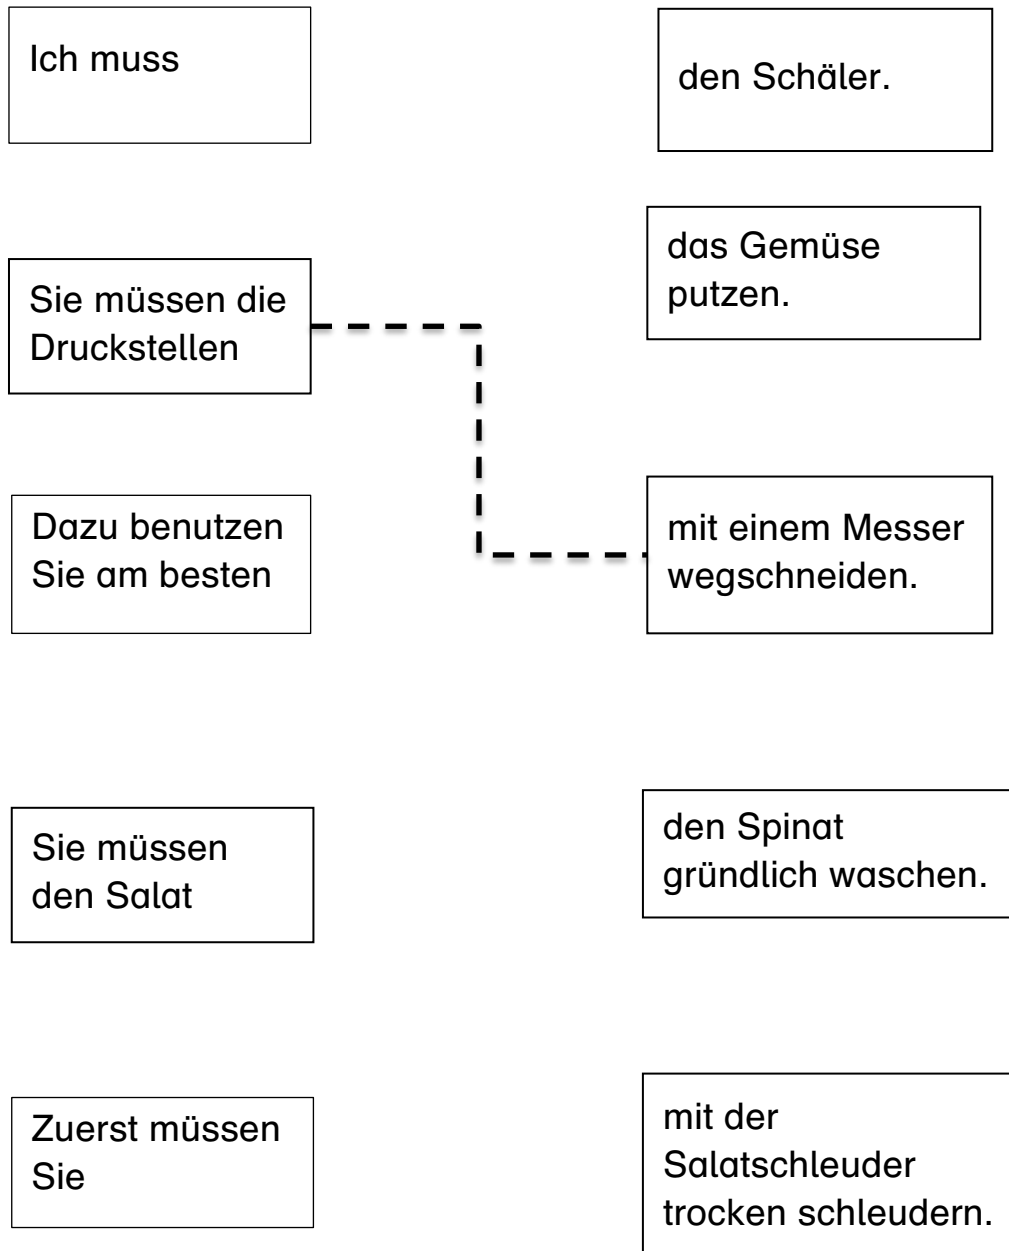 Ich muss
den Schäler.
das Gemüse
putzen.
Sie müssen die
Druckstellen
Dazu benutzen
Sie am besten
mit einem Messer
wegschneiden.
Sie müssen
den Salat
den Spinat
gründlich waschen.
Zuerst müssen
Sie
mit der
Salatschleuder
trocken schleudern.